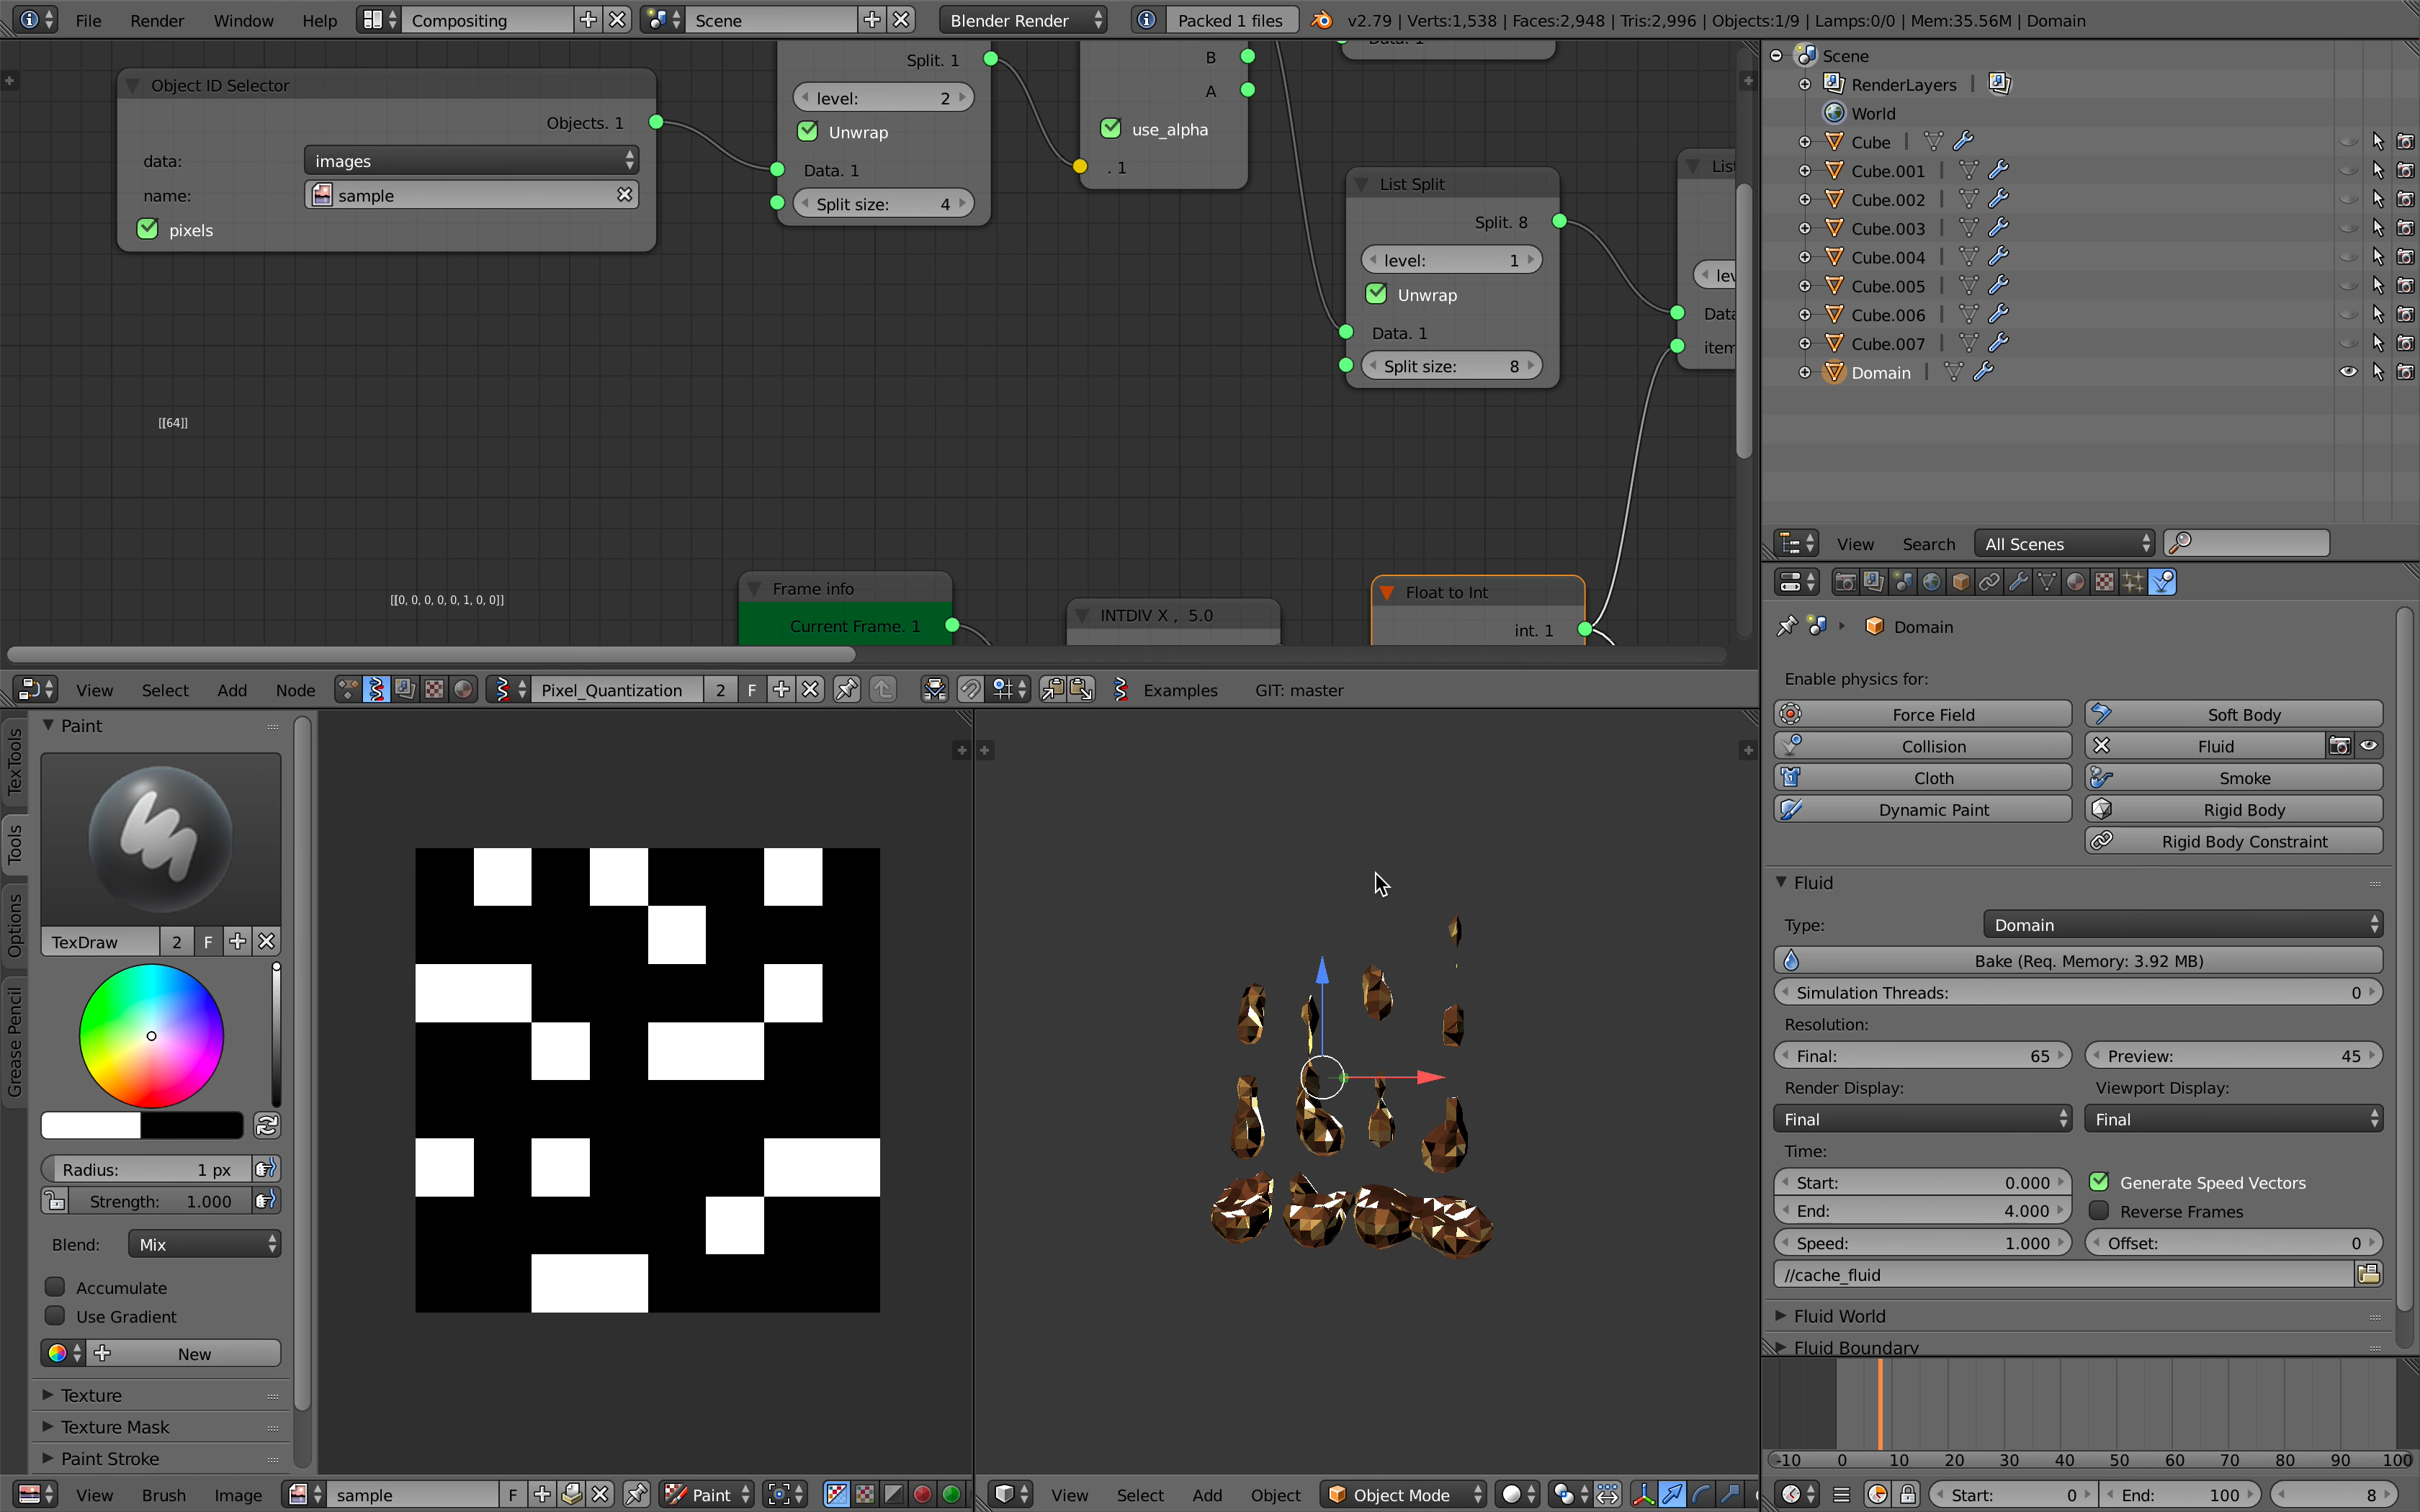 File Render Window Help Compositing Scene Blender Render Packed 1 files v2.79 | Verts:1,538 | Faces:2,948 | Tris:2,996 | Objects:1/9 | Lamps:0/0 | Mem:35.56M | Domain
Object ID Selector
Objects. 1
data: images
name: sample
pixels
Split. 1
level: 2
Unwrap
Data. 1
Split size: 4
B
A
use_alpha
. 1
List Split
Split. 8
level: 1
Unwrap
Data. 1
Split size: 8
[[64]]
[[0, 0, 0, 0, 0, 1, 0, 0]]
Frame info
Current Frame. 1
INTDIV X , 5.0
Float to Int
int. 1
View Select Add Node Pixel_Quantization 2 F Examples GIT: master
Scene
RenderLayers
World
Cube
Cube.001
Cube.002
Cube.003
Cube.004
Cube.005
Cube.006
Cube.007
Domain
View Search All Scenes
Domain
Enable physics for:
Force Field Soft Body
Collision Fluid
Cloth Smoke
Dynamic Paint Rigid Body
Rigid Body Constraint
Fluid
Type: Domain
Bake (Req. Memory: 3.92 MB)
Simulation Threads: 0
Resolution:
Final: 65 Preview: 45
Render Display: Viewport Display:
Final Final
Time:
Start: 0.000 Generate Speed Vectors
End: 4.000 Reverse Frames
Speed: 1.000 Offset: 0
//cache_fluid
Fluid World
Fluid Boundary
-10 0 10 20 30 40 50 60 70 80 90 100
Start: 0 End: 100 8
TexTools
Tools
Options
Grease Pencil
Paint
TexDraw 2 F
Radius: 1 px
Strength: 1.000
Blend: Mix
Accumulate
Use Gradient
New
Texture
Texture Mask
Paint Stroke
View Brush Image sample F Paint
View Select Add Object Object Mode